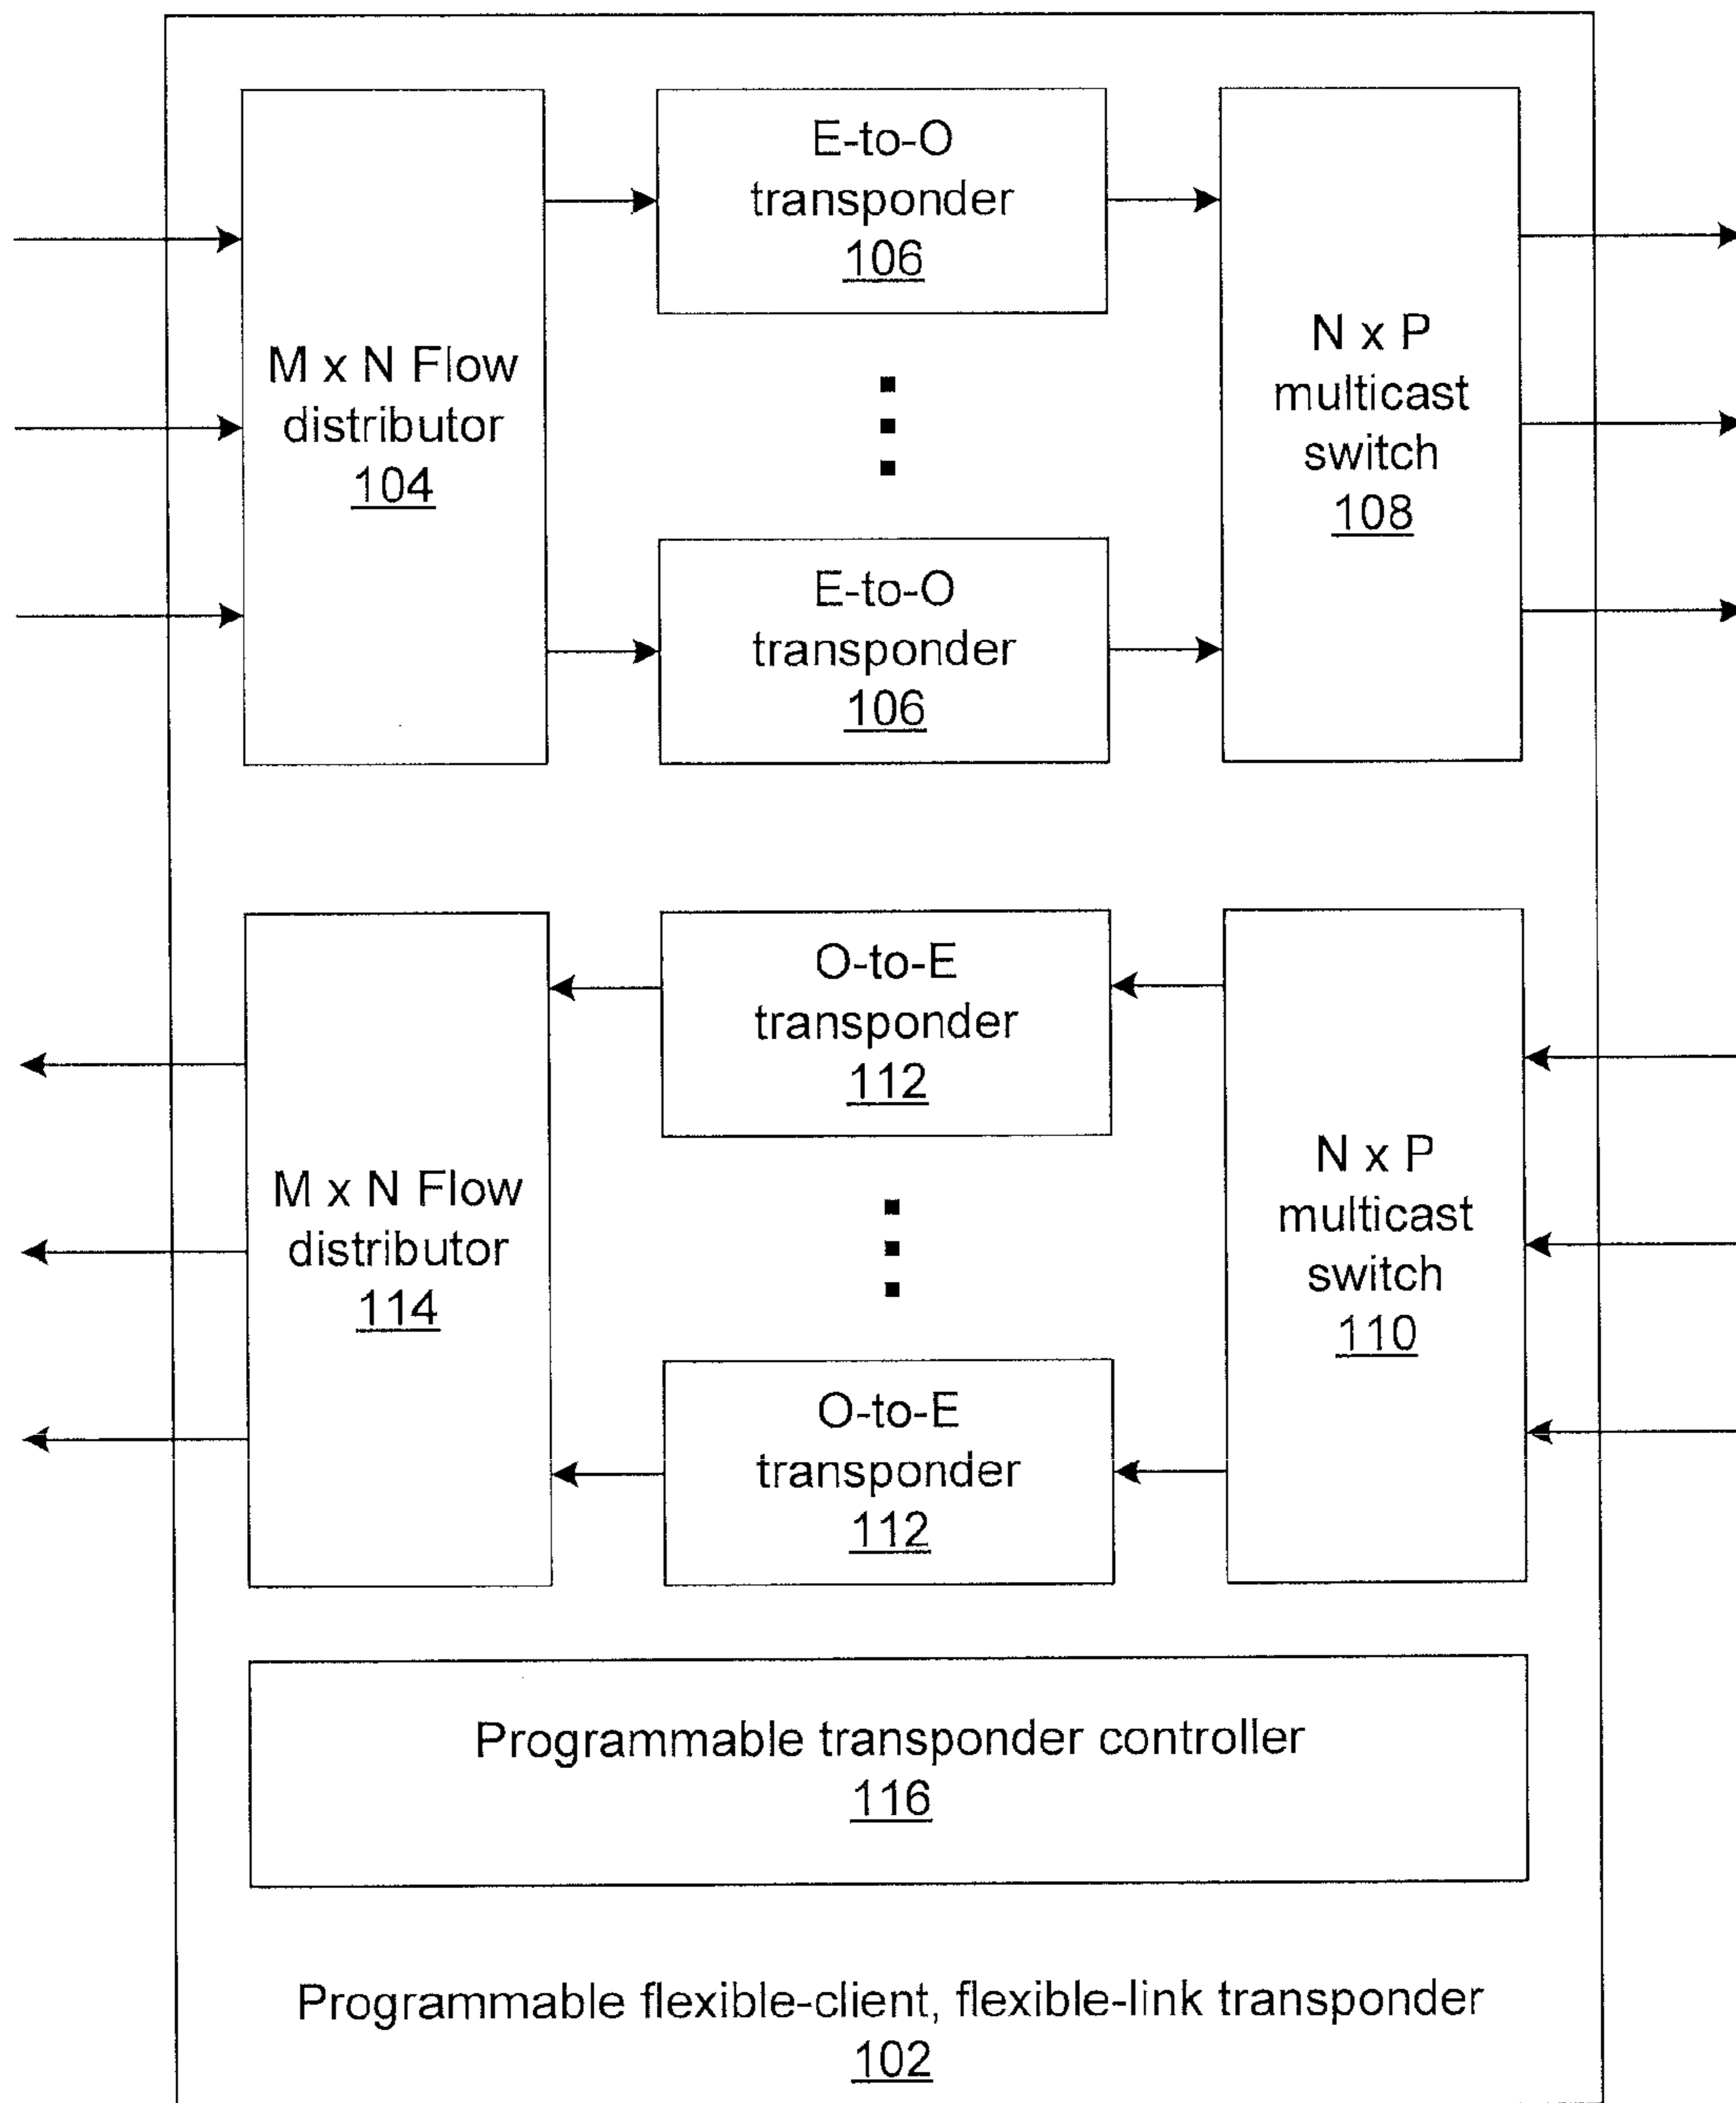 M x N Flow
distributor
104
E-to-O
transponder
106
E-to-O
transponder
106
N x P
multicast
switch
108
M x N Flow
distributor
114
O-to-E
transponder
112
O-to-E
transponder
112
N x P
multicast
switch
110
Programmable transponder controller
116
Programmable flexible-client, flexible-link transponder
102